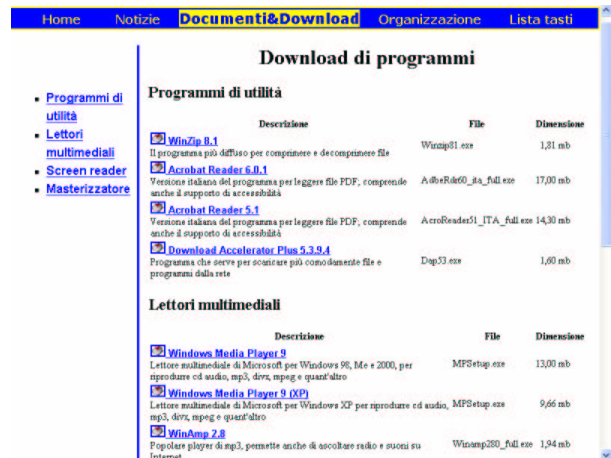 Home Notizie Documenti&Download Organizzazione Lista tasti
Download di programmi
Programmi di utilità
Lettori multimediali
Screen reader
Masterizzatore
Programmi di utilità
Descrizione File Dimensione
WinZip 8.1
Il programma più diffuso per comprimere e decomprimere file Winzip81.exe 1,81 mb
Acrobat Reader 6.0.1
Versione italiana del programma per leggere file PDF, comprende AdbeRdr60_ita_full.exe 17,00 mb
anche il supporto di accessibilità
Acrobat Reader 5.1
Versione italiana del programma per leggere file PDF, comprende AcroReader51_ITA_full.exe 14,30 mb
anche il supporto di accessibilità
Download Accelerator Plus 5.3.9.4
Programma che serve per scaricare più comodamente file e Dap53.exe 1,60 mb
programmi dalla rete
Lettori multimediali
Descrizione File Dimensione
Windows Media Player 9
Lettore multimediale di Microsoft per Windows 98, Me e 2000, per MPSetup.exe 13,00 mb
riprodurre cd audio, mp3, divx, mpeg e quant'altro
Windows Media Player 9 (XP)
Lettore multimediale di Microsoft per Windows XP per riprodurre cd audio, MPSetup.exe 9,66 mb
mp3, divx, mpeg e quant'altro
WinAmp 2.8
Popolare player di mp3, permette anche di ascoltare radio e suoni su Winamp280_full.exe 1,94 mb
Internet